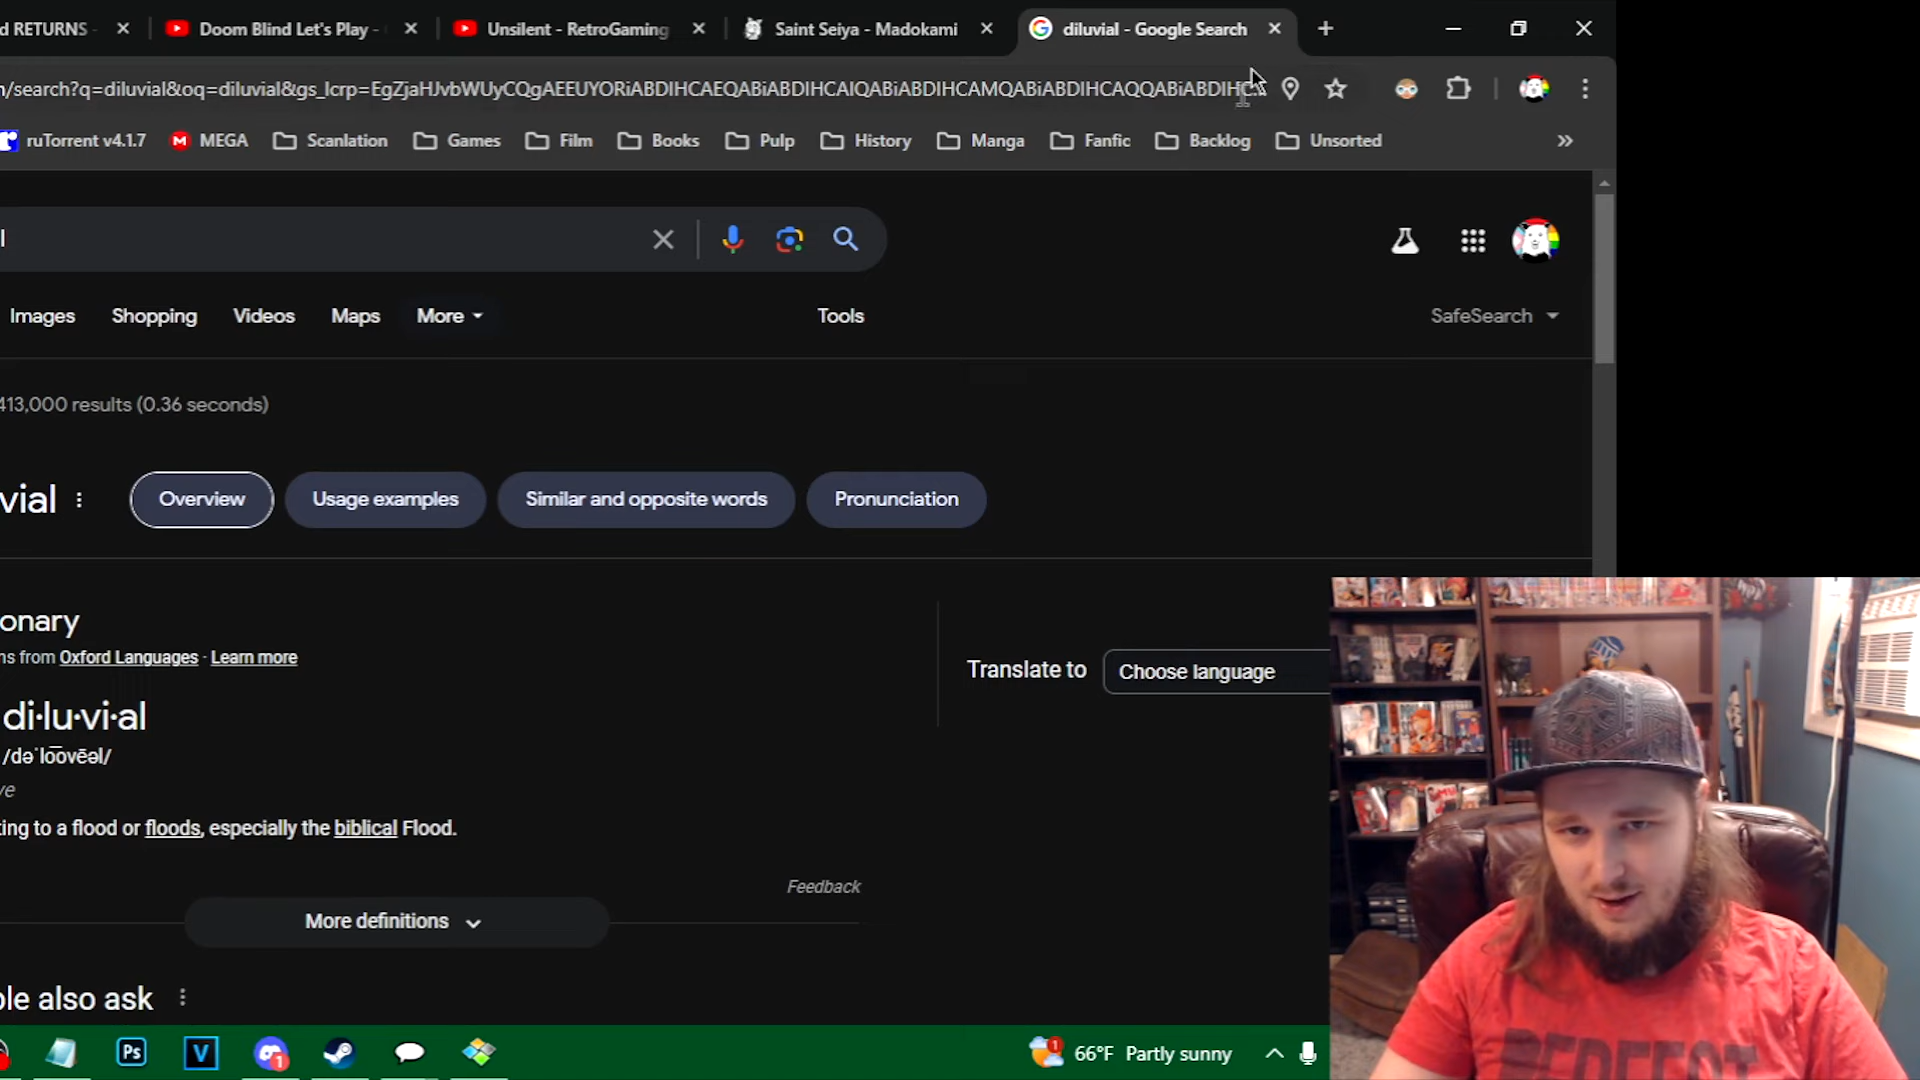 d RETURNS -
Doom Blind Let's Play -
Unsilent - RetroGaming
Saint Seiya - Madokami
diluvial - Google Search
n/search?q=diluvial&oq=diluvial&gs_lcrp=EgZjaHJvbWUyCQgAEEUYORiABDIHCAEQABiABDIHCAIQABiABDIHCAMQABiABDIHCAQQABiABDIHC...
ruTorrent v4.1.7
MEGA
Scanlation
Games
Film
Books
Pulp
History
Manga
Fanfic
Backlog
Unsorted
l
Images
Shopping
Videos
Maps
More
Tools
SafeSearch
413,000 results (0.36 seconds)
vial
Overview
Usage examples
Similar and opposite words
Pronunciation
onary
ns from Oxford Languages · Learn more
Translate to
Choose language
di·lu·vi·al
/dəˈlo͞ovēəl/
ve
ting to a flood or floods, especially the biblical Flood.
Feedback
More definitions
ple also ask
Ps
V
1
1
66°F Partly sunny
PERFECT